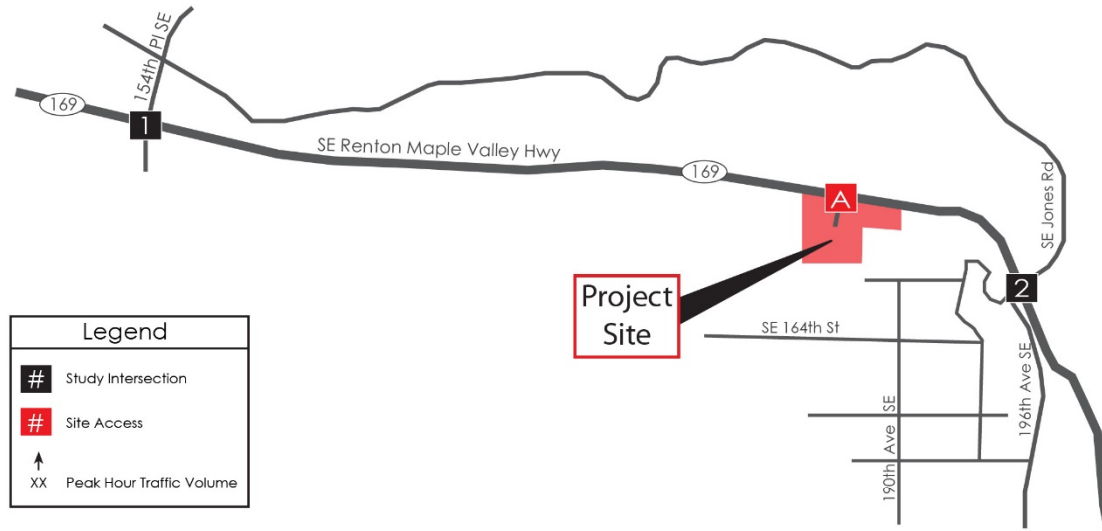 154th Pl SE
169
1
SE Renton Maple Valley Hwy
169
A
SE Jones Rd
2
Project
Site
SE 164th St
190th Ave SE
196th Ave SE
Legend
# Study Intersection
# Site Access
XX Peak Hour Traffic Volume